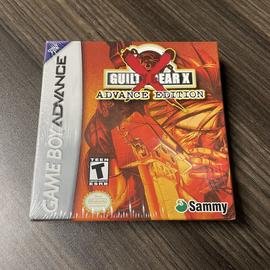 GAME BOY ADVANCE
GUILTY GEAR X
ADVANCE EDITION
TEEN
T
ESRB
Sammy